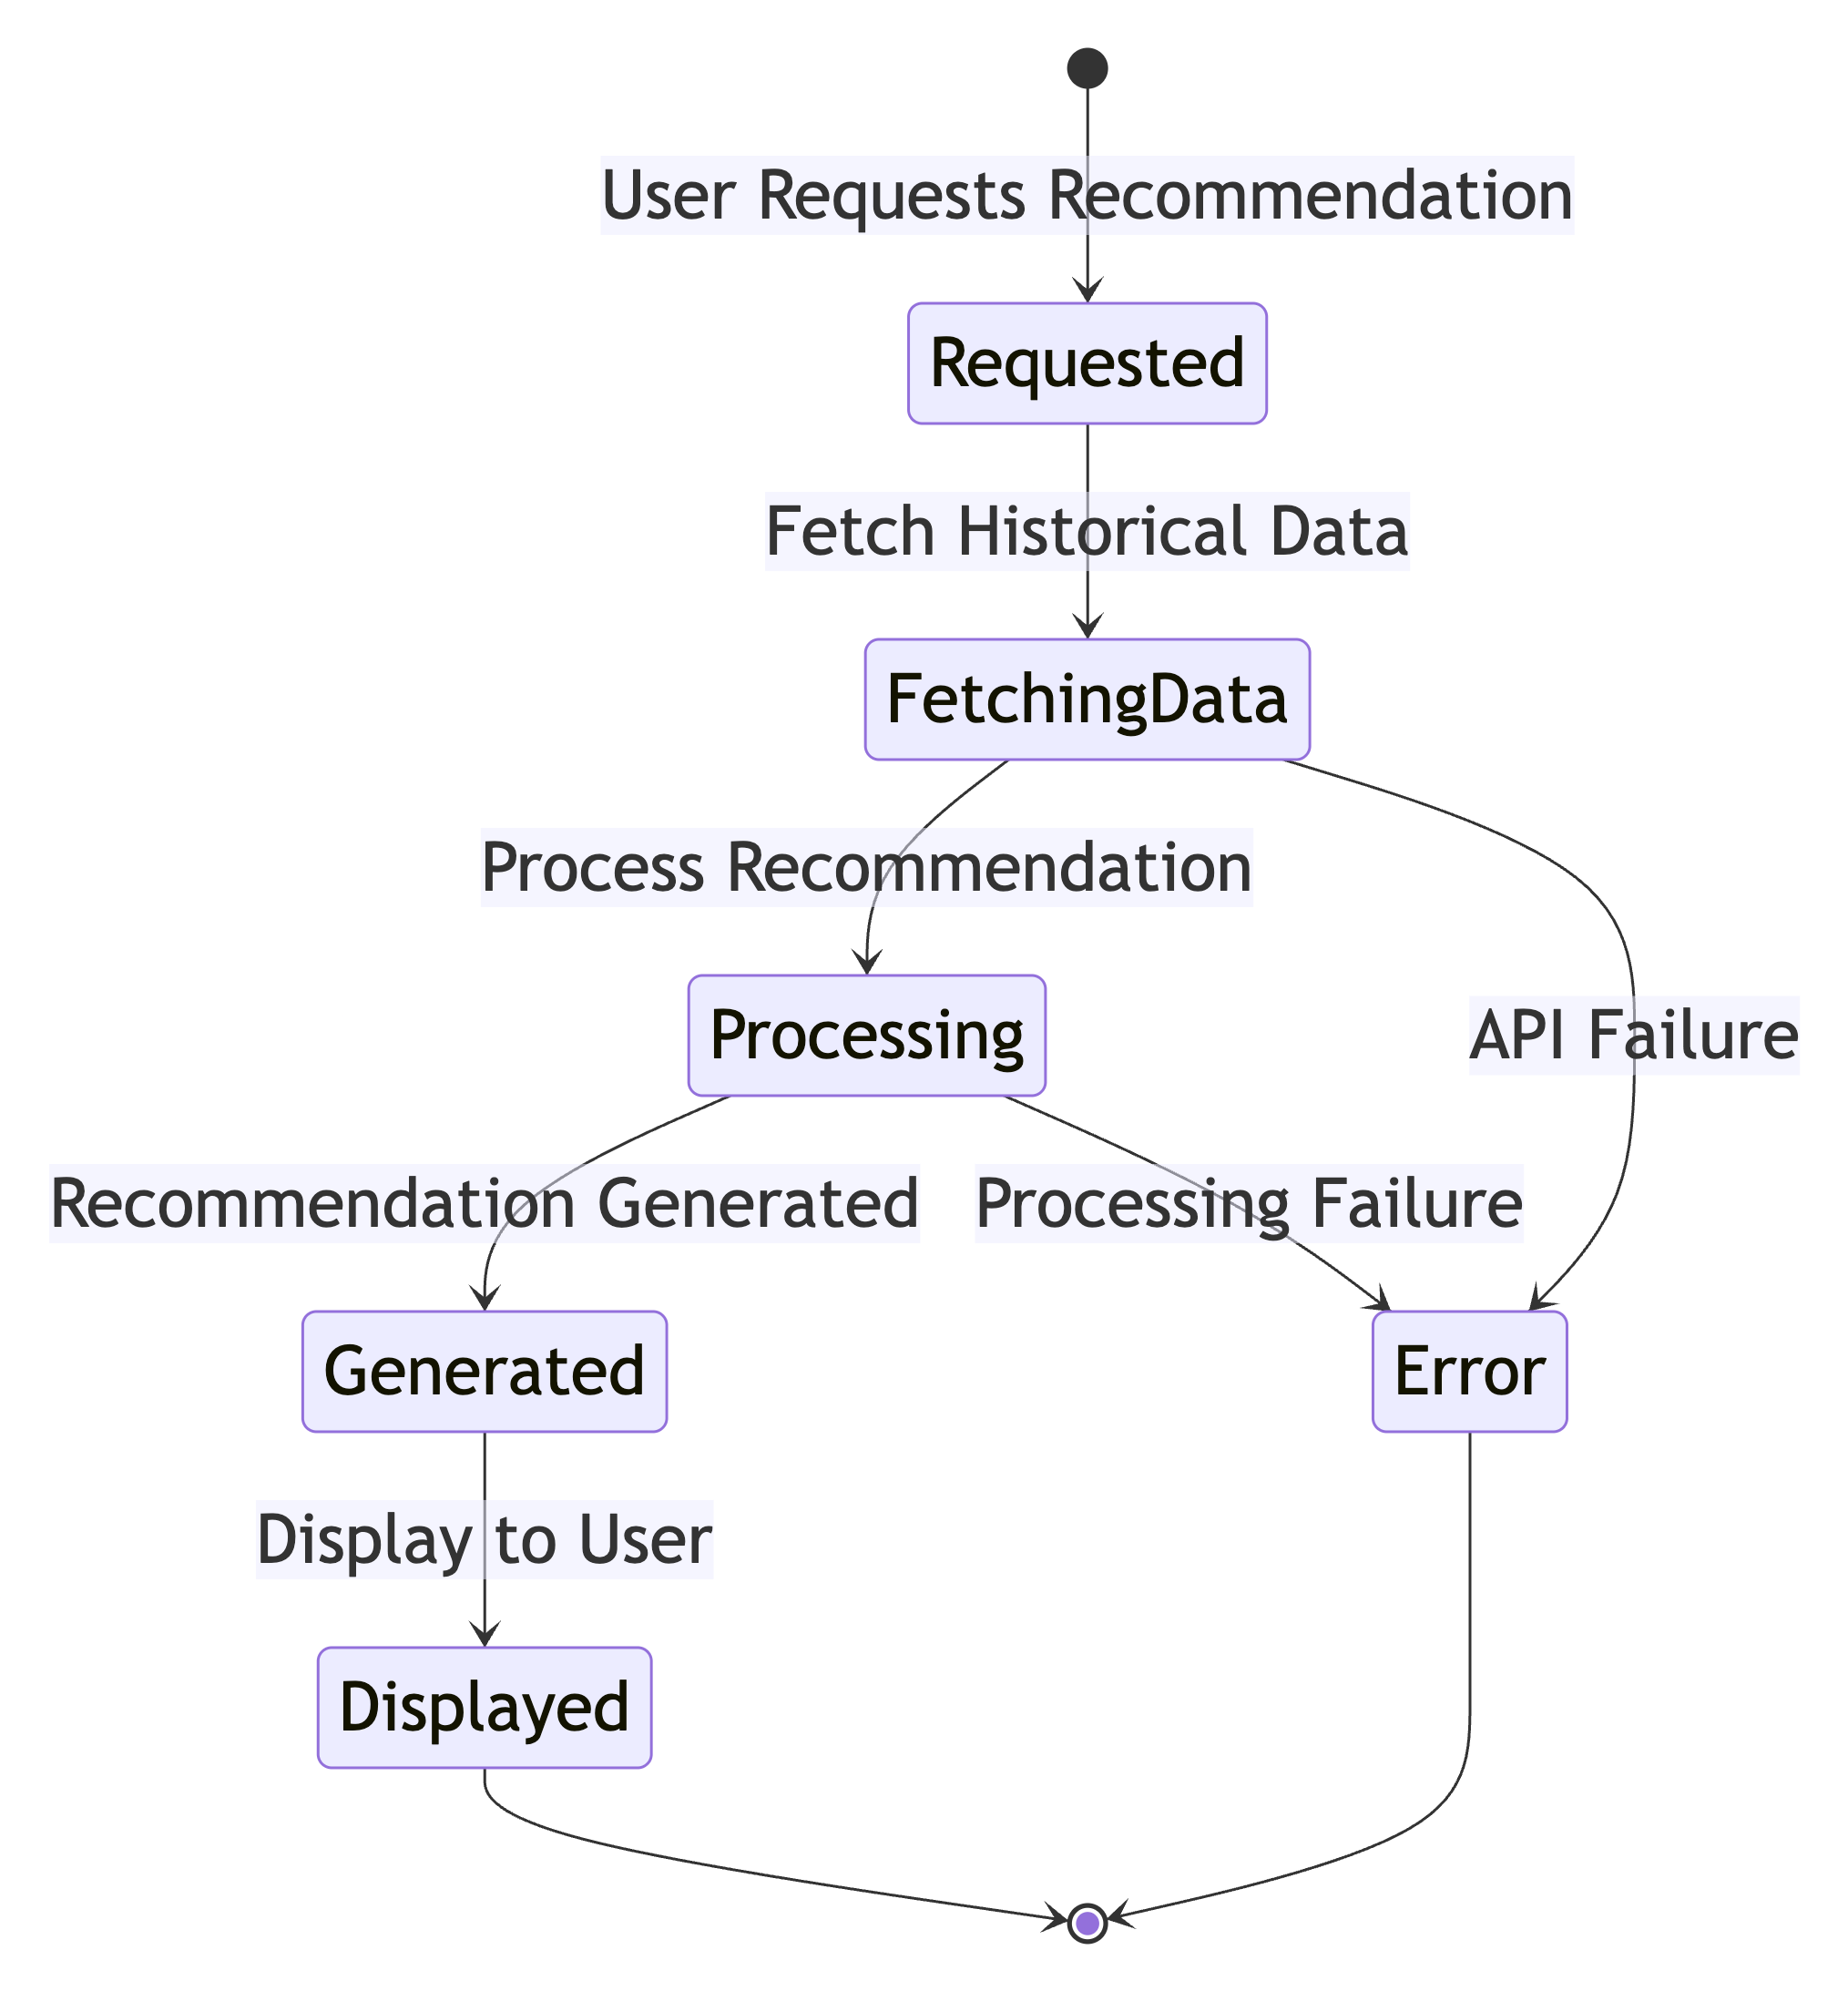 User Requests Recommendation
Requested
Fetch Historical Data
FetchingData
Process Recommendation
Processing
API Failure
Recommendation Generated
Processing Failure
Generated
Error
Display to User
Displayed